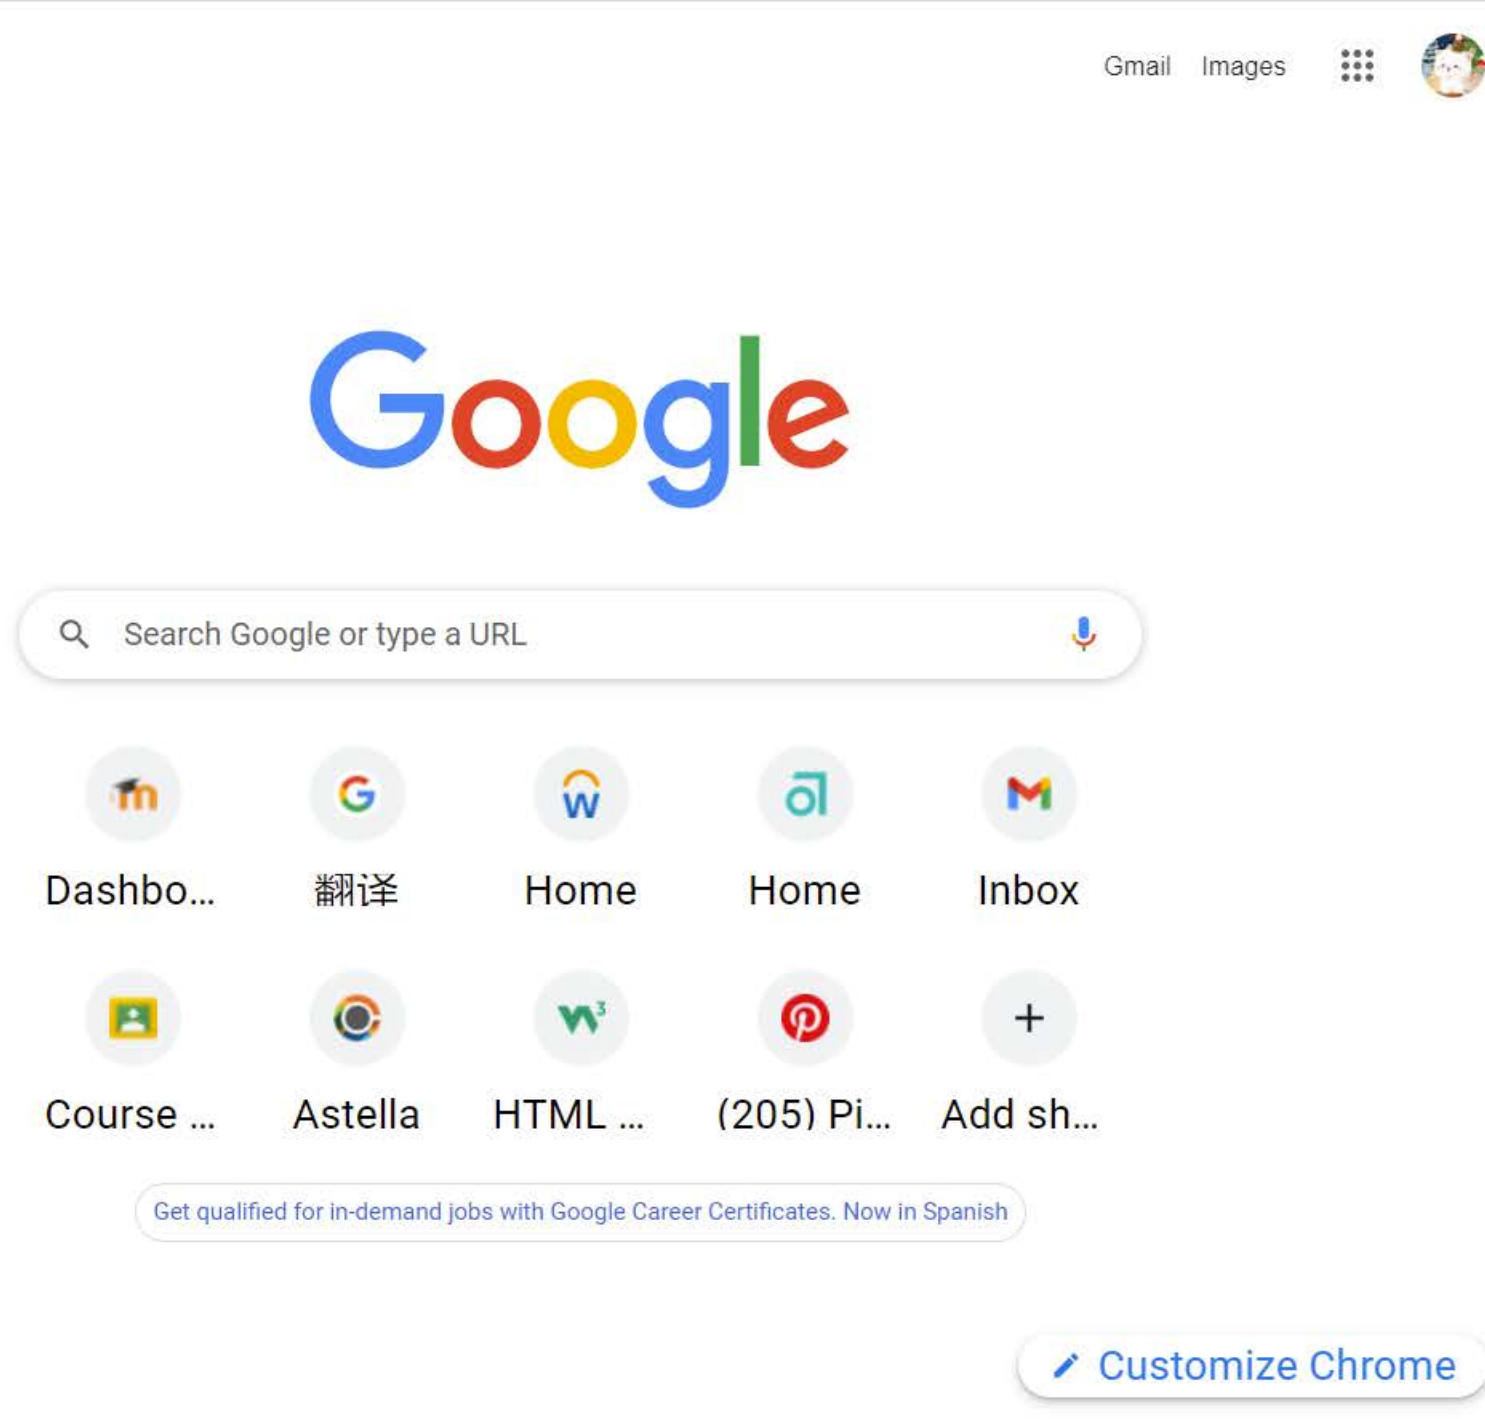 Gmail Images
Google
Search Google or type a URL
Dashbo... 翻译 Home Home Inbox
Course ... Astella HTML ... (205) Pi... Add sh...
Get qualified for in-demand jobs with Google Career Certificates. Now in Spanish
Customize Chrome